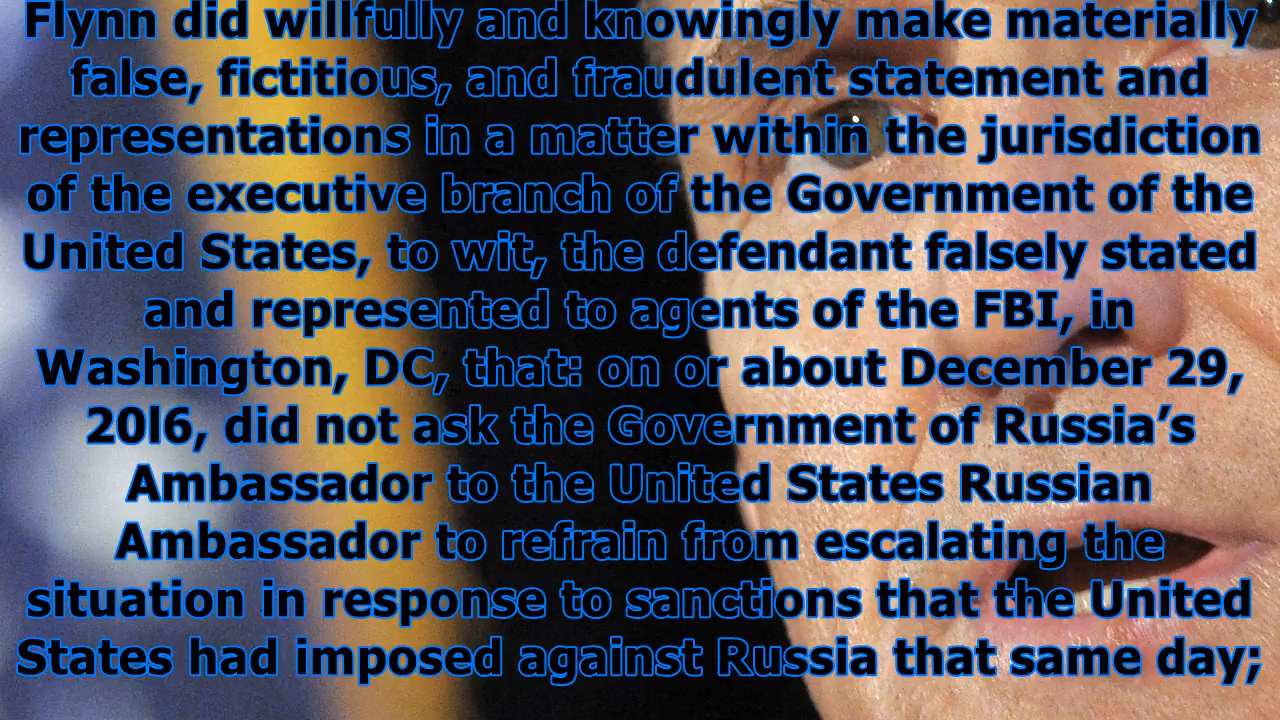 Flynn did willfully and knowingly make materially
false, fictitious, and fraudulent statement and
representations in a matter within the jurisdiction
of the executive branch of the Government of the
United States, to wit, the defendant falsely stated
and represented to agents of the FBI, in
Washington, DC, that: on or about December 29,
20l6, did not ask the Government of Russia’s
Ambassador to the United States Russian
Ambassador to refrain from escalating the
situation in response to sanctions that the United
States had imposed against Russia that same day;